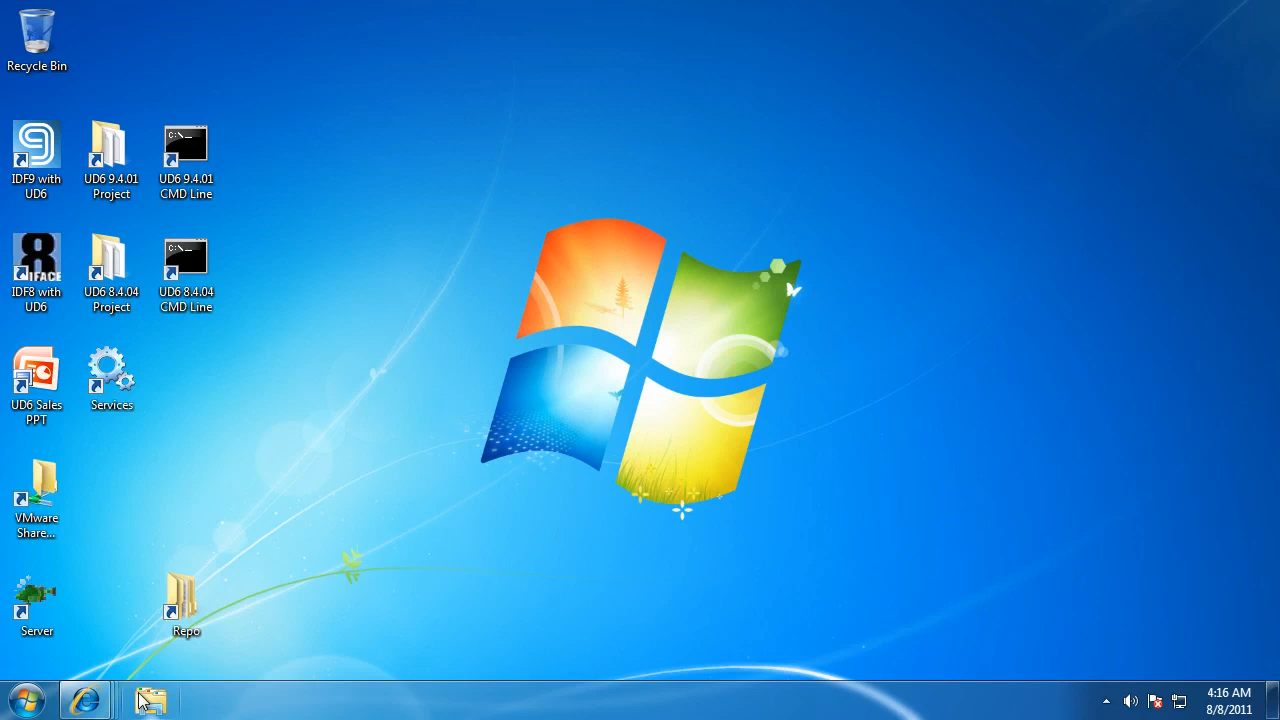 Recycle Bin
IDF9 with
UD6
UD6 9.4.01
Project
UD6 9.4.01
CMD Line
C:\_
8
IFACE
IDF8 with
UD6
UD6 8.4.04
Project
C:\_
UD6 8.4.04
CMD Line
UD6 Sales
PPT
Services
VMware
Share...
Server
Repo
4:16 AM
8/8/2011